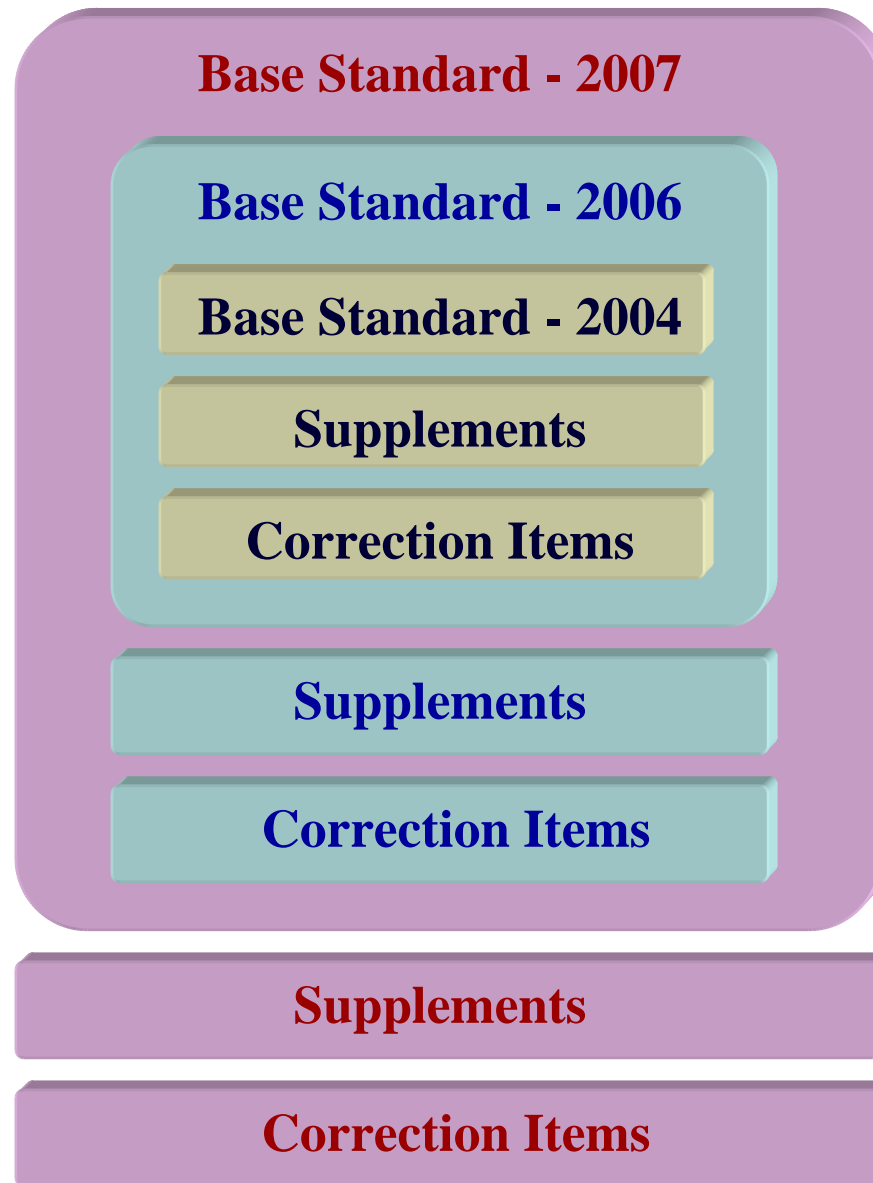 Base Standard - 2007
Base Standard - 2006
Base Standard - 2004
Supplements
Correction Items
Supplements
Correction Items
Supplements
Correction Items